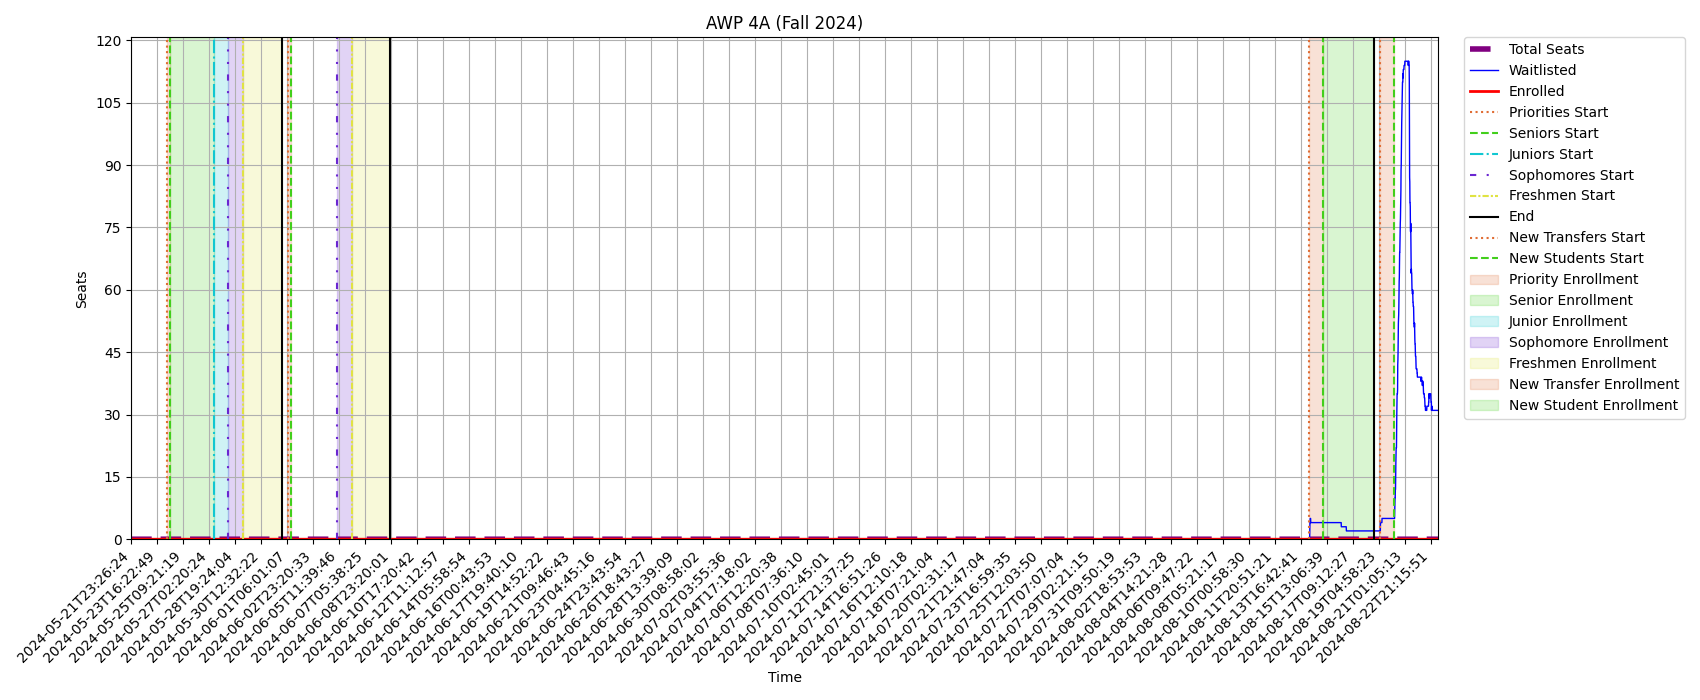 AWP 4A (Fall 2024)
120
105
90
75
60
45
30
15
0
Seats
2024-05-21T23:26:24
2024-05-23T16:22:49
2024-05-25T09:21:19
2024-05-27T02:20:24
2024-05-28T19:24:04
2024-05-30T12:32:22
2024-06-01T06:01:07
2024-06-02T23:20:33
2024-06-05T11:39:46
2024-06-07T05:38:25
2024-06-08T23:20:01
2024-06-10T17:20:42
2024-06-12T11:12:57
2024-06-14T05:58:54
2024-06-16T00:43:53
2024-06-17T19:40:10
2024-06-19T14:52:22
2024-06-21T09:46:43
2024-06-23T04:45:16
2024-06-24T23:43:54
2024-06-26T18:43:27
2024-06-28T13:39:09
2024-06-30T08:58:02
2024-07-02T03:55:36
2024-07-04T17:18:02
2024-07-06T12:20:38
2024-07-08T07:36:10
2024-07-10T02:45:01
2024-07-12T21:37:25
2024-07-14T16:51:26
2024-07-16T12:10:18
2024-07-18T07:21:04
2024-07-20T02:31:17
2024-07-21T21:47:04
2024-07-23T16:59:35
2024-07-25T12:03:50
2024-07-27T07:07:04
2024-07-29T02:21:15
2024-07-31T09:50:19
2024-08-02T18:53:53
2024-08-04T14:21:28
2024-08-06T09:47:22
2024-08-08T05:21:17
2024-08-10T00:58:30
2024-08-11T20:51:21
2024-08-13T16:42:41
2024-08-15T13:06:39
2024-08-17T09:12:27
2024-08-19T04:58:23
2024-08-21T01:05:13
2024-08-22T21:15:51
Time
Total Seats
Waitlisted
Enrolled
Priorities Start
Seniors Start
Juniors Start
Sophomores Start
Freshmen Start
End
New Transfers Start
New Students Start
Priority Enrollment
Senior Enrollment
Junior Enrollment
Sophomore Enrollment
Freshmen Enrollment
New Transfer Enrollment
New Student Enrollment